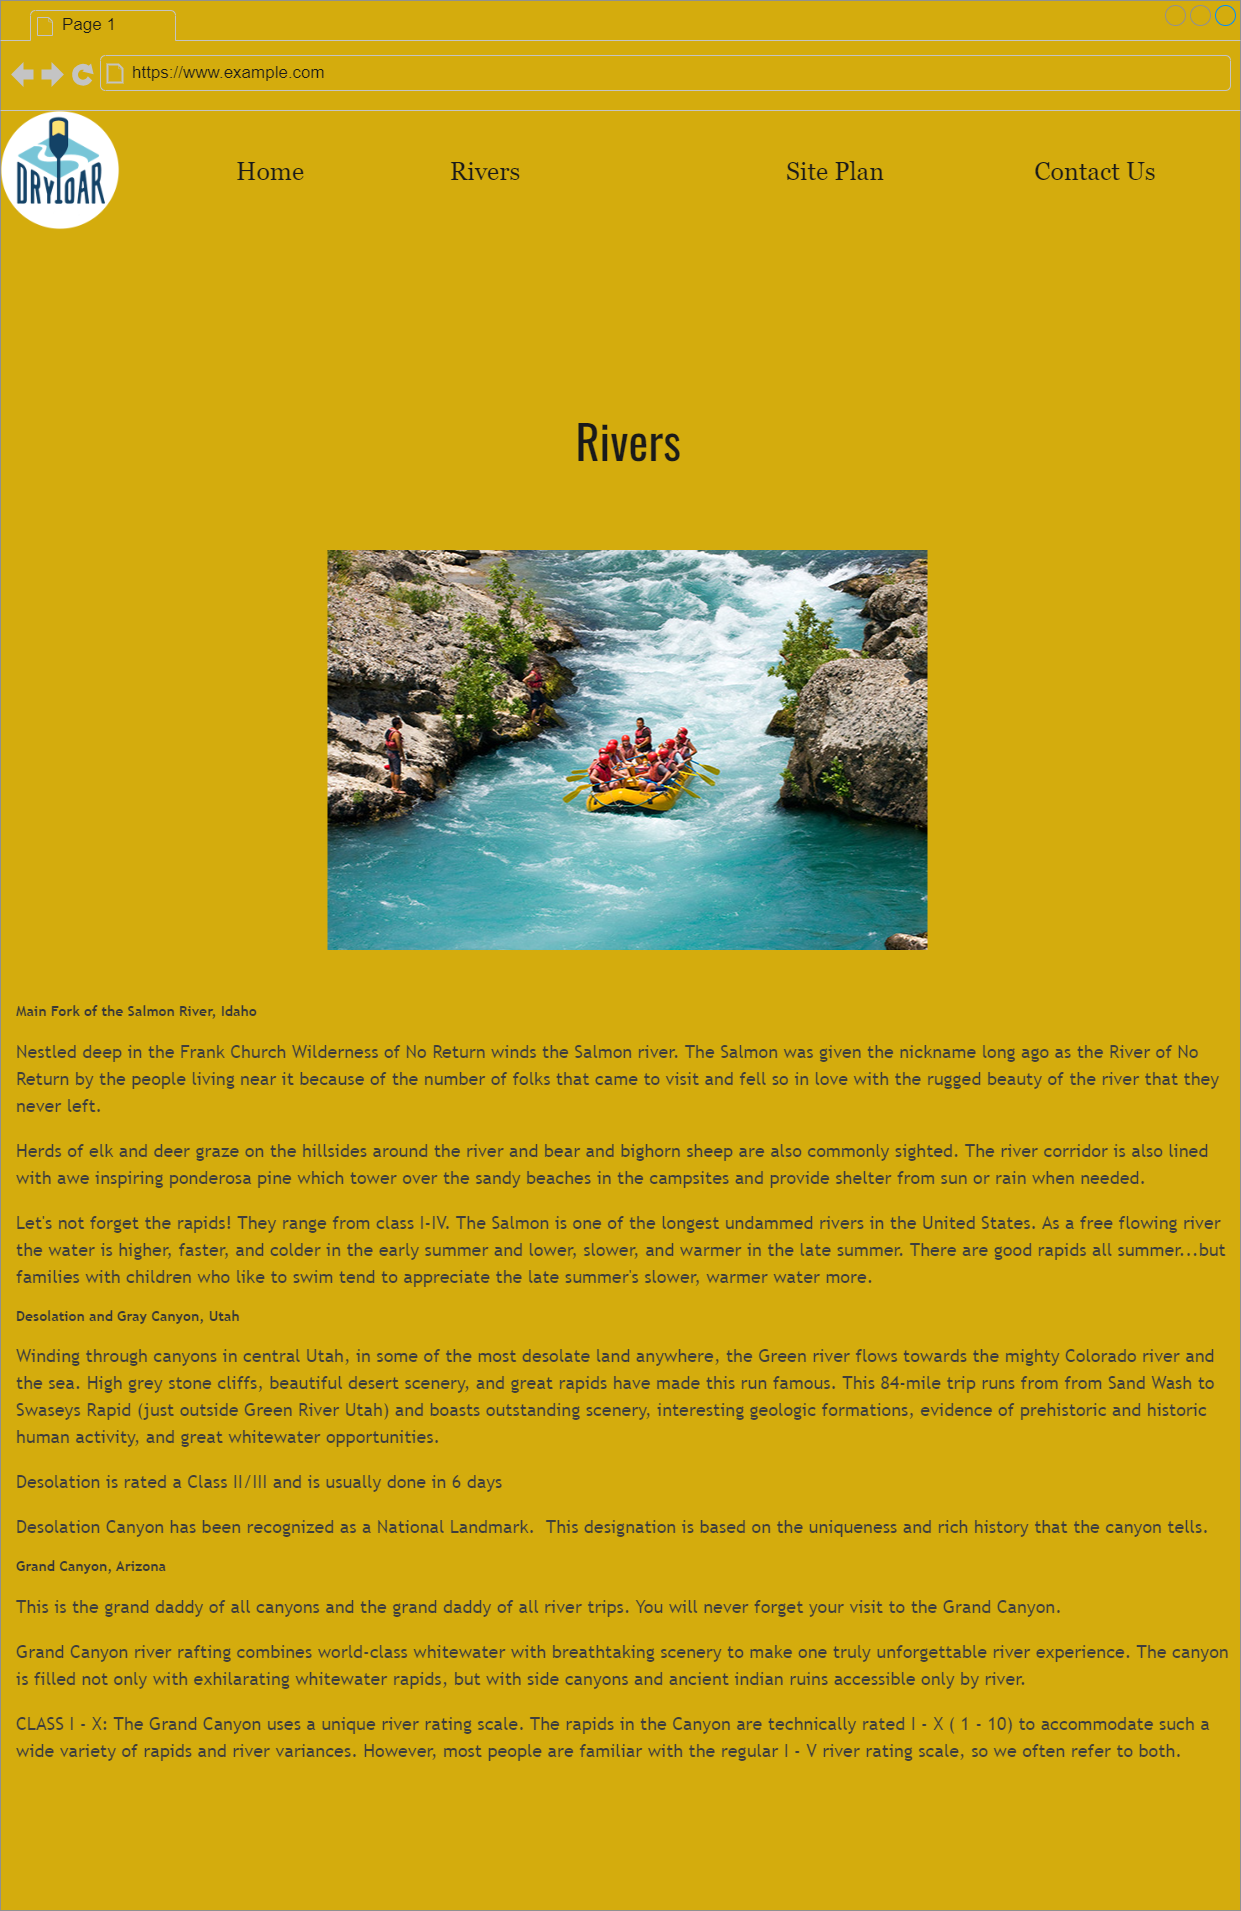 Page 1
https://www.example.com
DRY OAR
Home Rivers Site Plan Contact Us
Rivers
Main Fork of the Salmon River, Idaho
Nestled deep in the Frank Church Wilderness of No Return winds the Salmon river. The Salmon was given the nickname long ago as the River of No
Return by the people living near it because of the number of folks that came to visit and fell so in love with the rugged beauty of the river that they
never left.
Herds of elk and deer graze on the hillsides around the river and bear and bighorn sheep are also commonly sighted. The river corridor is also lined
with awe inspiring ponderosa pine which tower over the sandy beaches in the campsites and provide shelter from sun or rain when needed.
Let's not forget the rapids! They range from class I-IV. The Salmon is one of the longest undammed rivers in the United States. As a free flowing river
the water is higher, faster, and colder in the early summer and lower, slower, and warmer in the late summer. There are good rapids all summer...but
families with children who like to swim tend to appreciate the late summer's slower, warmer water more.
Desolation and Gray Canyon, Utah
Winding through canyons in central Utah, in some of the most desolate land anywhere, the Green river flows towards the mighty Colorado river and
the sea. High grey stone cliffs, beautiful desert scenery, and great rapids have made this run famous. This 84-mile trip runs from from Sand Wash to
Swaseys Rapid (just outside Green River Utah) and boasts outstanding scenery, interesting geologic formations, evidence of prehistoric and historic
human activity, and great whitewater opportunities.
Desolation is rated a Class II/III and is usually done in 6 days
Desolation Canyon has been recognized as a National Landmark.  This designation is based on the uniqueness and rich history that the canyon tells.
Grand Canyon, Arizona
This is the grand daddy of all canyons and the grand daddy of all river trips. You will never forget your visit to the Grand Canyon.
Grand Canyon river rafting combines world-class whitewater with breathtaking scenery to make one truly unforgettable river experience. The canyon
is filled not only with exhilarating whitewater rapids, but with side canyons and ancient indian ruins accessible only by river.
CLASS I - X: The Grand Canyon uses a unique river rating scale. The rapids in the Canyon are technically rated I - X ( 1 - 10) to accommodate such a
wide variety of rapids and river variances. However, most people are familiar with the regular I - V river rating scale, so we often refer to both.